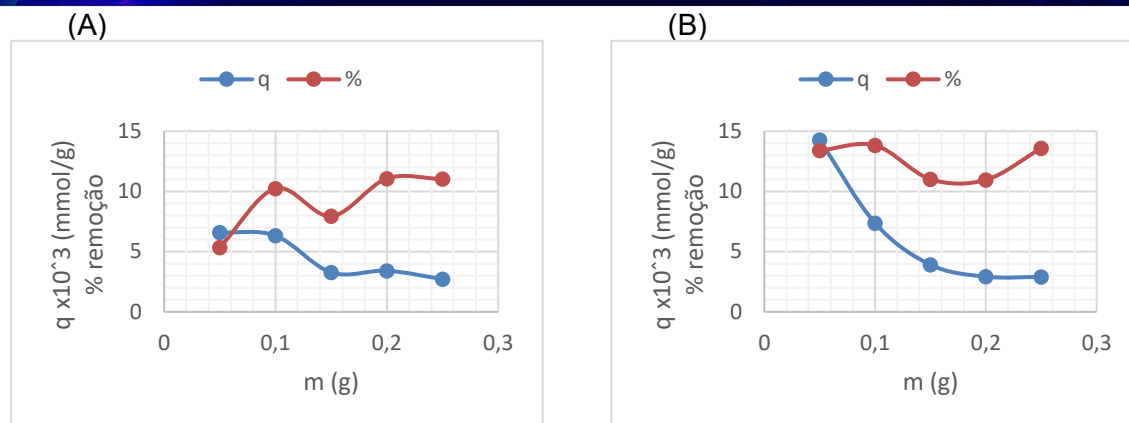 (A)
q %
15
10
5
0
q x10^3 (mmol/g)
% remoção
0 0,1 0,2 0,3
m (g)
(B)
q %
15
10
5
0
q x10^3 (mmol/g)
% remoção
0 0,1 0,2 0,3
m (g)